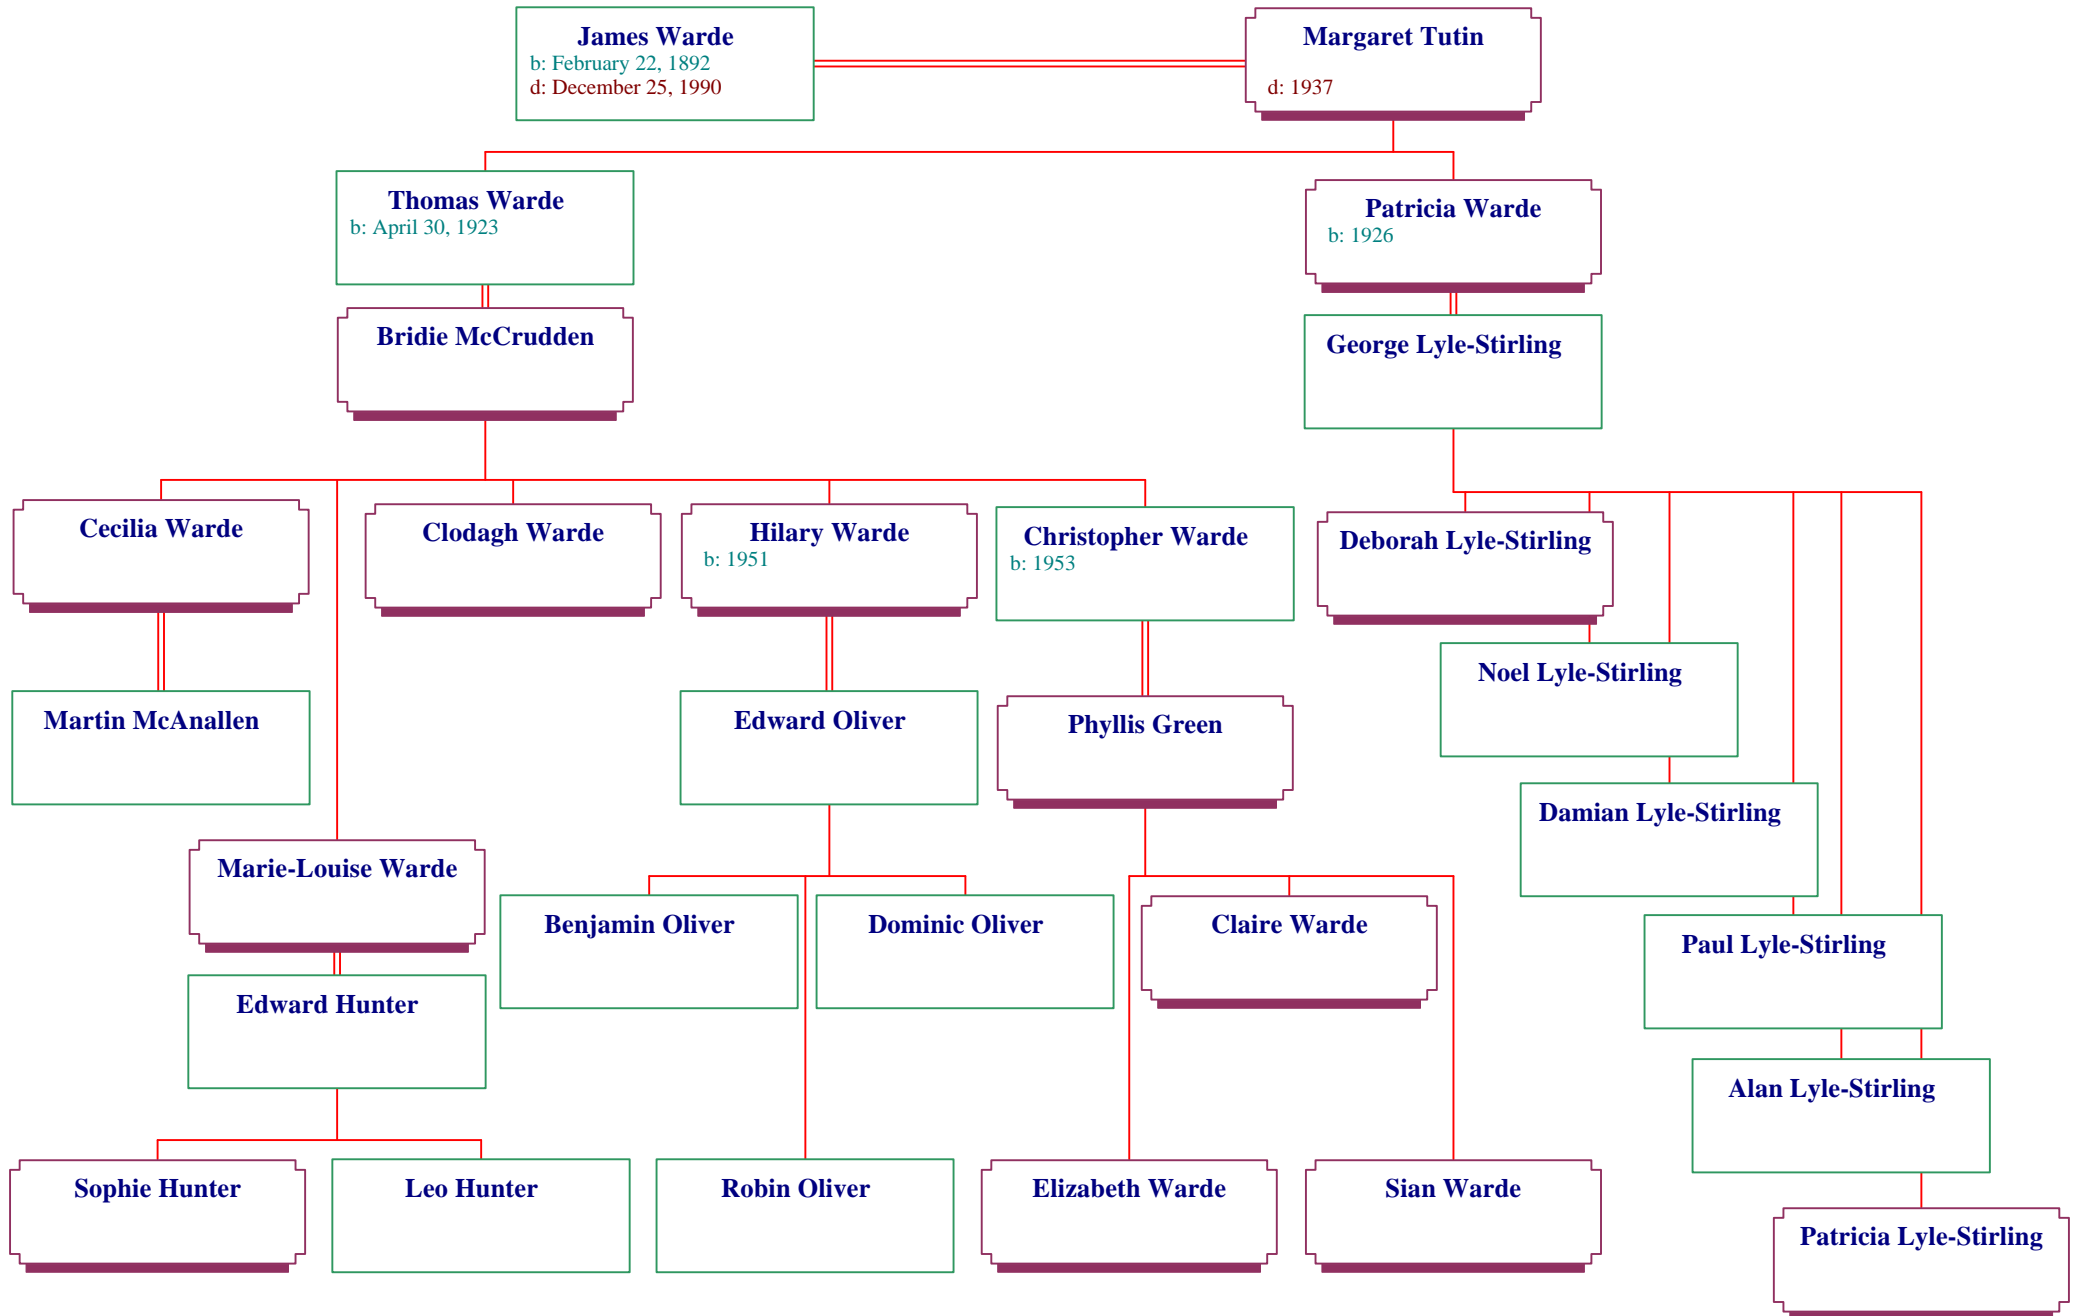 James Warde
b: February 22, 1892
d: December 25, 1990
Margaret Tutin
d: 1937
Thomas Warde
b: April 30, 1923
Patricia Warde
b: 1926
Bridie McCrudden
George Lyle-Stirling
Cecilia Warde
Clodagh Warde
Hilary Warde
b: 1951
Christopher Warde
b: 1953
Deborah Lyle-Stirling
Noel Lyle-Stirling
Martin McAnallen
Edward Oliver
Phyllis Green
Damian Lyle-Stirling
Marie-Louise Warde
Benjamin Oliver
Dominic Oliver
Claire Warde
Paul Lyle-Stirling
Edward Hunter
Alan Lyle-Stirling
Sophie Hunter
Leo Hunter
Robin Oliver
Elizabeth Warde
Sian Warde
Patricia Lyle-Stirling